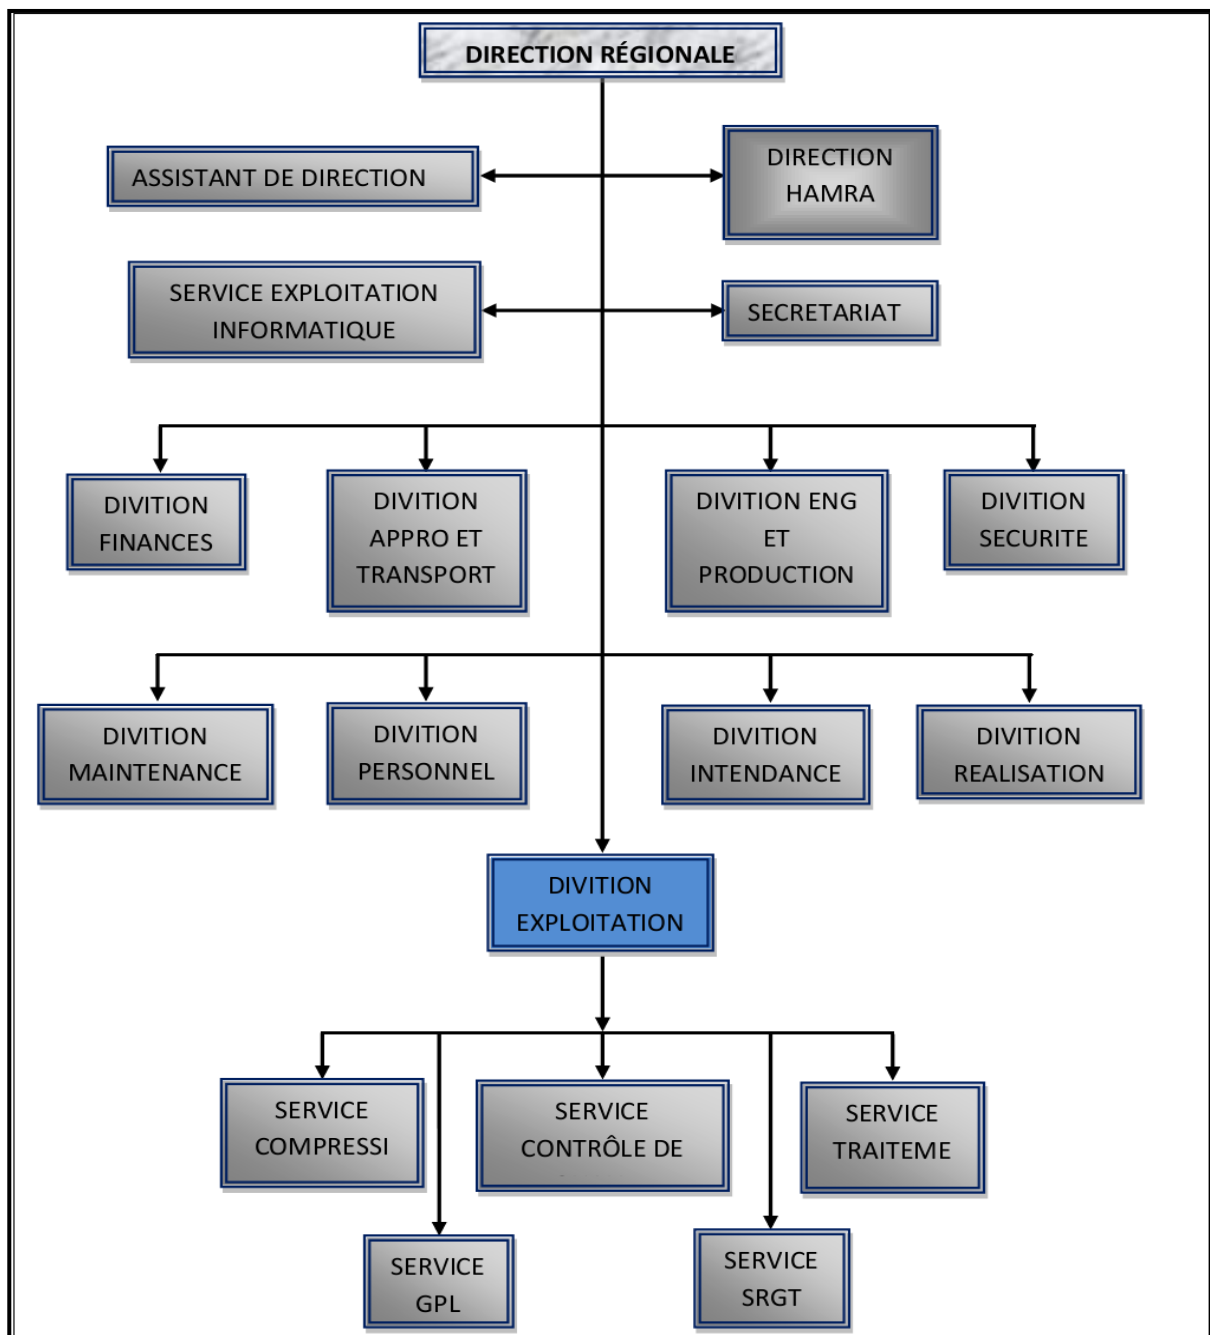 DIRECTION RÉGIONALE
ASSISTANT DE DIRECTION
DIRECTION
HAMRA
SERVICE EXPLOITATION
INFORMATIQUE
SECRETARIAT
DIVITION
FINANCES
DIVITION
APPRO ET
TRANSPORT
DIVITION ENG
ET
PRODUCTION
DIVITION
SECURITE
DIVITION
MAINTENANCE
DIVITION
PERSONNEL
DIVITION
INTENDANCE
DIVITION
REALISATION
DIVITION
EXPLOITATION
SERVICE
COMPRESSI
SERVICE
CONTRÔLE DE
SERVICE
TRAITEME
SERVICE
GPL
SERVICE
SRGT